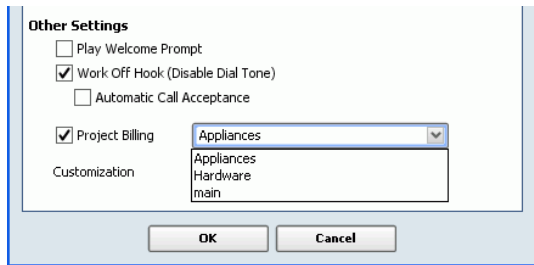 Other Settings
Play Welcome Prompt
Work Off Hook (Disable Dial Tone)
Automatic Call Acceptance
Project Billing
Appliances
Appliances
Hardware
main
Customization
OK
Cancel